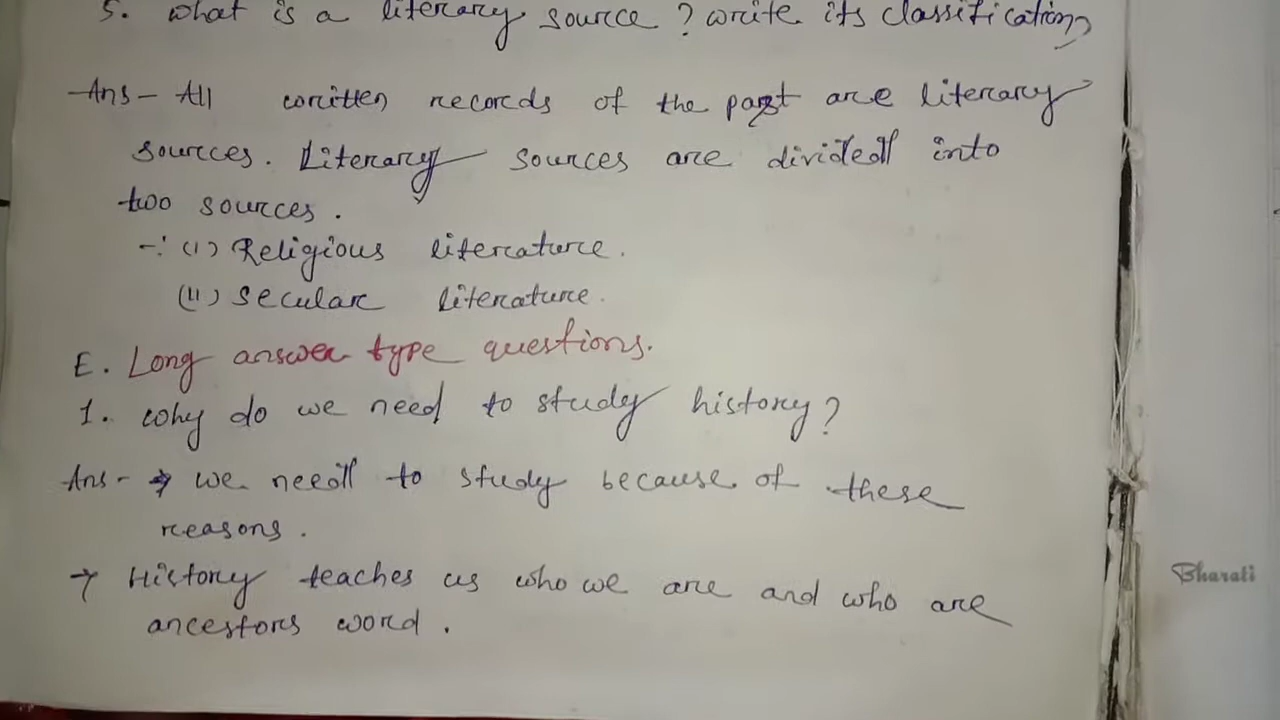 5. What is a literary source? Write its classification
Ans- All written records of the past are literary
sources. Literary sources are divided into
two sources.
-: (i) Religious literature.
(ii) Secular literature.
E. Long answer type questions.
1. Why do we need to study history?
Ans- → we need to study because of these
reasons.
→ History teaches us who we are and who are
ancestors word.
Bharati